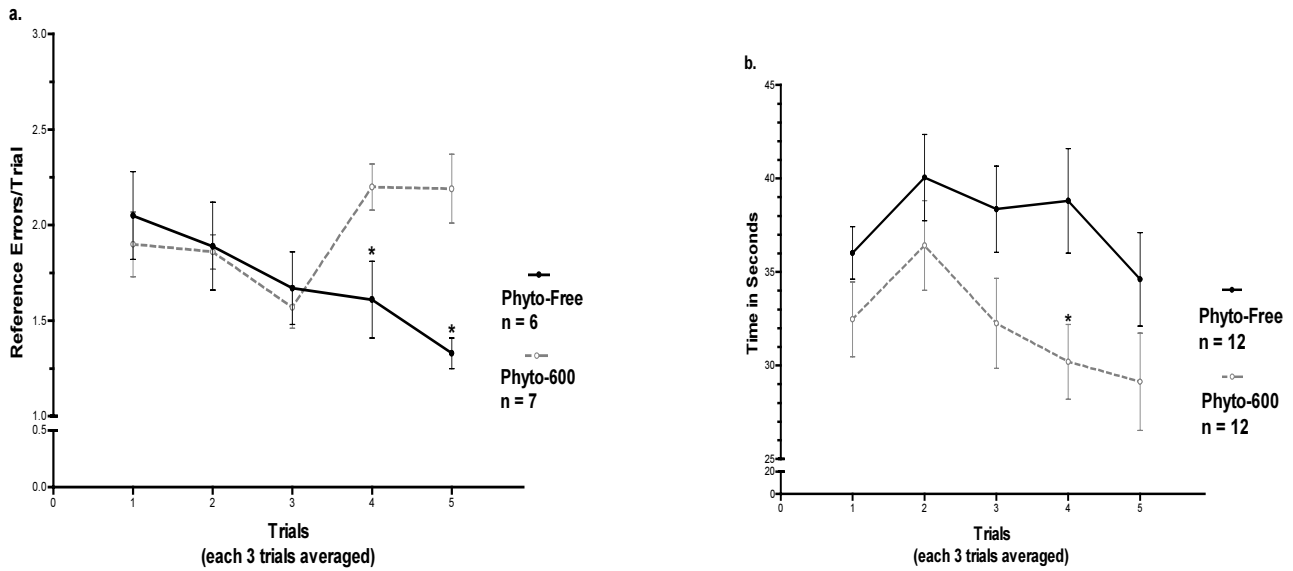 a.
3.0
2.5
2.0
1.5
1.0
0.5
0.0
Reference Errors/Trial
*
*
0
1
2
3
4
5
Trials
(each 3 trials averaged)
Phyto-Free
n = 6
Phyto-600
n = 7
b.
45
40
35
30
25
20
0
Time in Seconds
*
0
1
2
3
4
5
Trials
(each 3 trials averaged)
Phyto-Free
n = 12
Phyto-600
n = 12